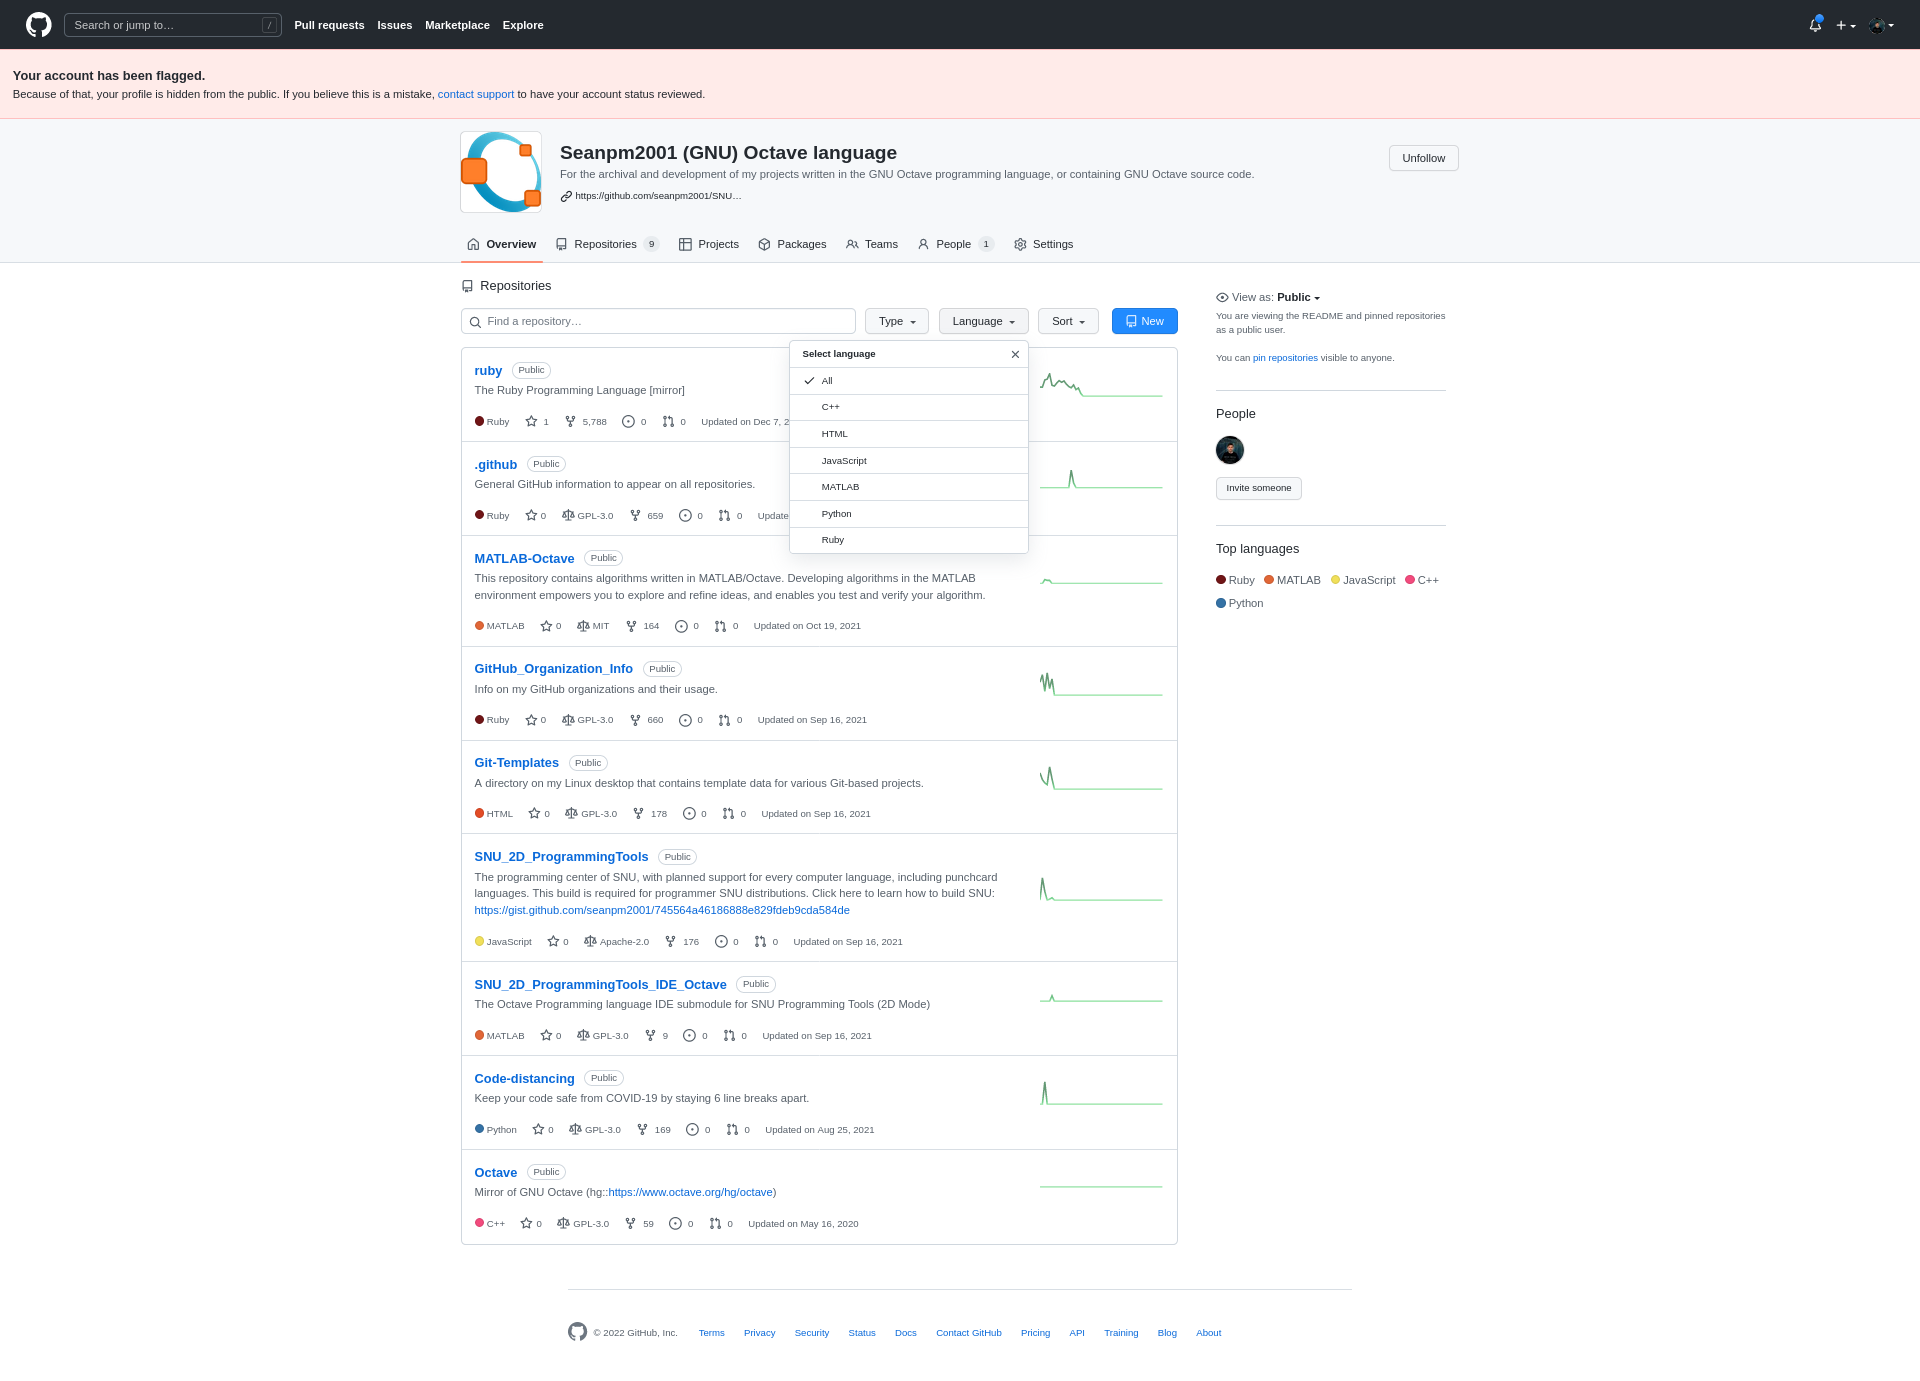 Search or jump to… /
Pull requests Issues Marketplace Explore
Your account has been flagged.
Because of that, your profile is hidden from the public. If you believe this is a mistake, contact support to have your account status reviewed.
Seanpm2001 (GNU) Octave language
For the archival and development of my projects written in the GNU Octave programming language, or containing GNU Octave source code.
https://github.com/seanpm2001/SNU…
Unfollow
Overview Repositories 9 Projects Packages Teams People 1 Settings
Repositories
Find a repository… Type Language Sort New
Select language
All
C++
HTML
JavaScript
MATLAB
Python
Ruby
ruby Public
The Ruby Programming Language [mirror]
Ruby 1 5,788 0 0 Updated on Dec 7, 2
.github Public
General GitHub information to appear on all repositories.
Ruby 0 GPL-3.0 659 0 0 Update
MATLAB-Octave Public
This repository contains algorithms written in MATLAB/Octave. Developing algorithms in the MATLAB
environment empowers you to explore and refine ideas, and enables you test and verify your algorithm.
MATLAB 0 MIT 164 0 0 Updated on Oct 19, 2021
GitHub_Organization_Info Public
Info on my GitHub organizations and their usage.
Ruby 0 GPL-3.0 660 0 0 Updated on Sep 16, 2021
Git-Templates Public
A directory on my Linux desktop that contains template data for various Git-based projects.
HTML 0 GPL-3.0 178 0 0 Updated on Sep 16, 2021
SNU_2D_ProgrammingTools Public
The programming center of SNU, with planned support for every computer language, including punchcard
languages. This build is required for programmer SNU distributions. Click here to learn how to build SNU:
https://gist.github.com/seanpm2001/745564a46186888e829fdeb9cda584de
JavaScript 0 Apache-2.0 176 0 0 Updated on Sep 16, 2021
SNU_2D_ProgrammingTools_IDE_Octave Public
The Octave Programming language IDE submodule for SNU Programming Tools (2D Mode)
MATLAB 0 GPL-3.0 9 0 0 Updated on Sep 16, 2021
Code-distancing Public
Keep your code safe from COVID-19 by staying 6 line breaks apart.
Python 0 GPL-3.0 169 0 0 Updated on Aug 25, 2021
Octave Public
Mirror of GNU Octave (hg::https://www.octave.org/hg/octave)
C++ 0 GPL-3.0 59 0 0 Updated on May 16, 2020
View as: Public
You are viewing the README and pinned repositories
as a public user.
You can pin repositories visible to anyone.
People
Invite someone
Top languages
Ruby MATLAB JavaScript C++
Python
© 2022 GitHub, Inc. Terms Privacy Security Status Docs Contact GitHub Pricing API Training Blog About